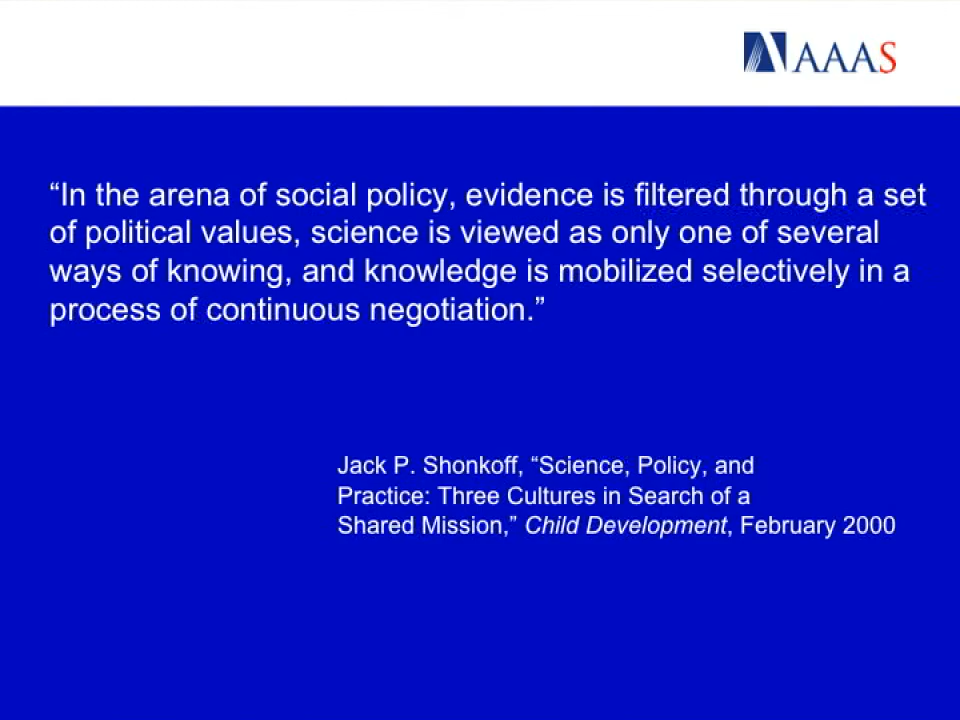 AAAS
“In the arena of social policy, evidence is filtered through a set
of political values, science is viewed as only one of several
ways of knowing, and knowledge is mobilized selectively in a
process of continuous negotiation.”
Jack P. Shonkoff, “Science, Policy, and
Practice: Three Cultures in Search of a
Shared Mission,” Child Development, February 2000